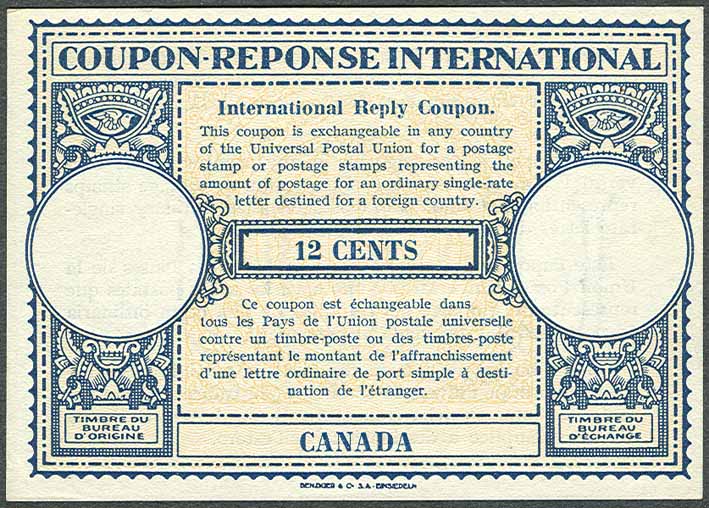 COUPON-REPONSE INTERNATIONAL
International Reply Coupon.
This coupon is exchangeable in any country
of the Universal Postal Union for a postage
stamp or postage stamps representing the
amount of postage for an ordinary single-rate
letter destined for a foreign country.
12 CENTS
Ce coupon est échangeable dans
tous les Pays de l'Union postale universelle
contre un timbre-poste ou des timbres-poste
représentant le montant de l'affranchissement
d'une lettre ordinaire de port simple à desti-
nation de l'étranger.
TIMBRE DU
BUREAU
D'ORIGINE
TIMBRE DU
BUREAU
D'ÉCHANGE
CANADA
BENZIGER & Co S.A. - EINSIEDELN